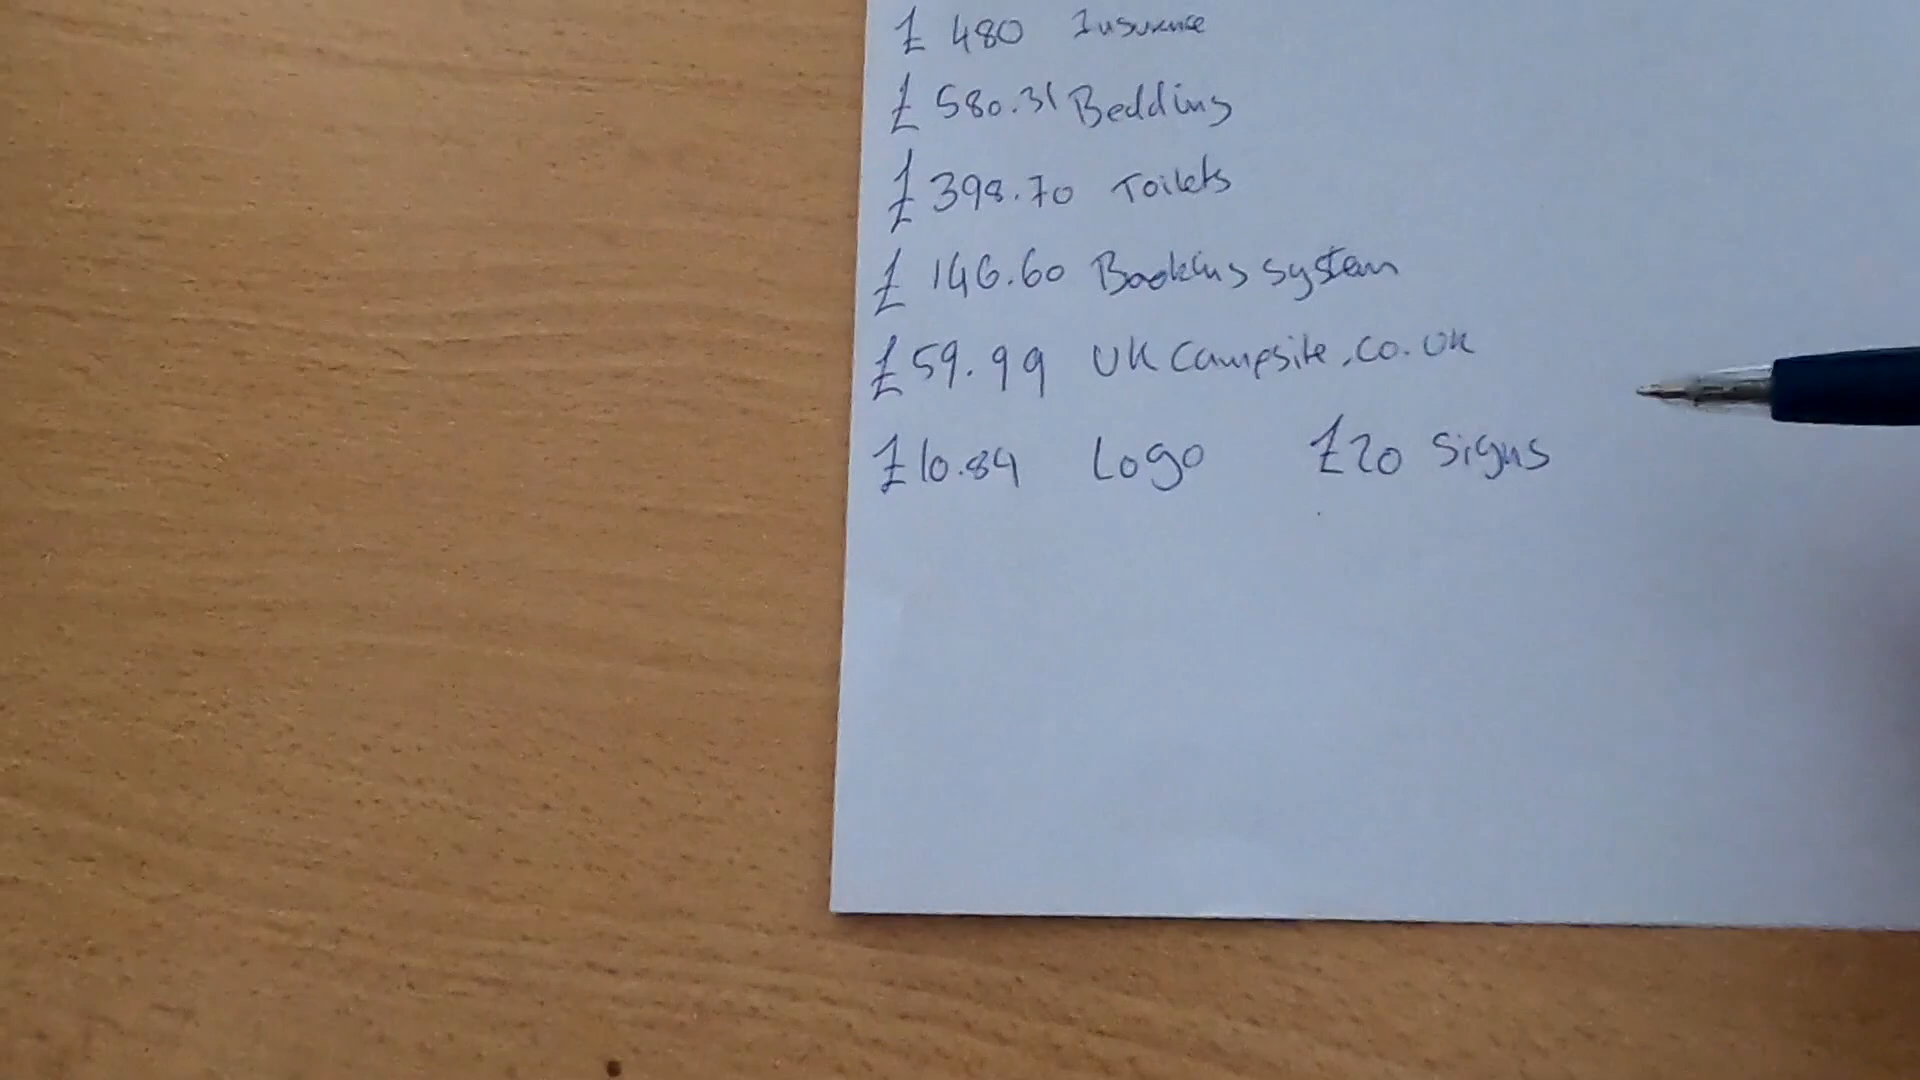 £ 480 Insurance
£ 580.31 Bedding
£ 398.70 Toilets
£ 146.60 Booking system
£59.99 UK Campsite.co.uk
£10.84 Logo £20 Signs